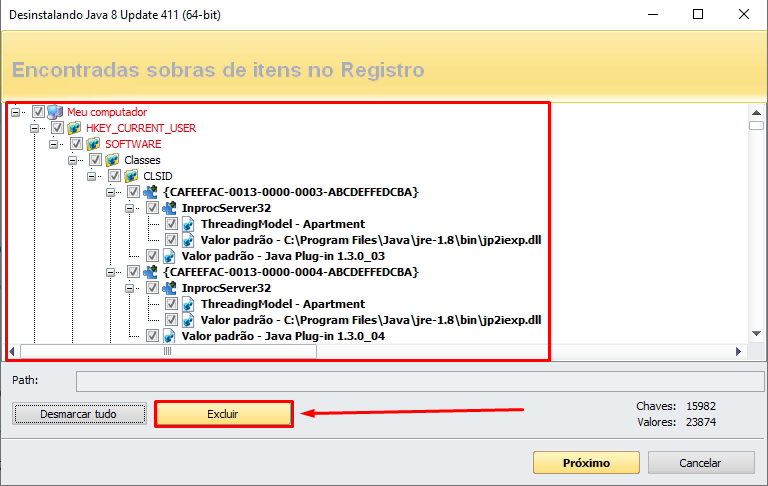 Desinstalando Java 8 Update 411 (64-bit)
Encontradas sobras de itens no Registro
Meu computador
HKEY_CURRENT_USER
SOFTWARE
Classes
CLSID
{CAFEEFAC-0013-0000-0003-ABCDEFFEDCBA}
InprocServer32
ThreadingModel - Apartment
Valor padrão - C:\Program Files\Java\jre-1.8\bin\jp2iexp.dll
Valor padrão - Java Plug-in 1.3.0_03
{CAFEEFAC-0013-0000-0004-ABCDEFFEDCBA}
InprocServer32
ThreadingModel - Apartment
Valor padrão - C:\Program Files\Java\jre-1.8\bin\jp2iexp.dll
Valor padrão - Java Plug-in 1.3.0_04
Path:
Desmarcar tudo
Excluir
Chaves: 15982
Valores: 23874
Próximo
Cancelar